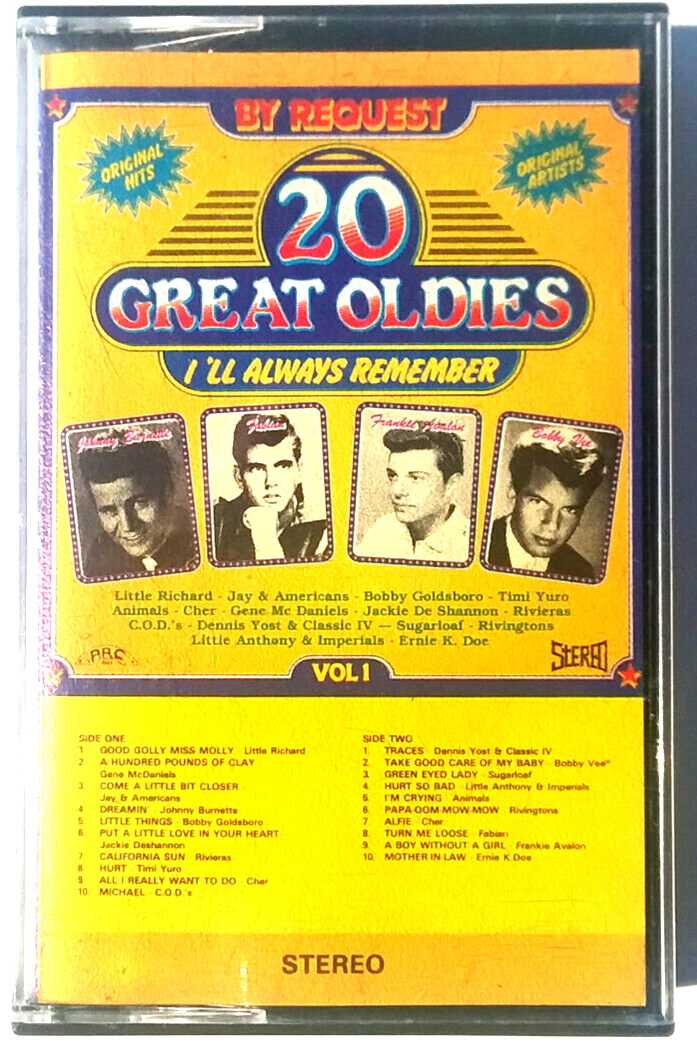 BY REQUEST
ORIGINAL
HITS
ORIGINAL
ARTISTS
20
GREAT OLDIES
I'LL ALWAYS REMEMBER
Johnny Burnette
Fabian
Frankie Avalon
Bobby Vee
Little Richard - Jay & Americans - Bobby Goldsboro - Timi Yuro
Animals - Cher - Gene Mc Daniels - Jackie De Shannon - Rivieras
C.O.D.'s - Dennis Yost & Classic IV — Sugarloaf - Rivingtons
Little Anthony & Imperials - Ernie K. Doe
STEREO
VOL 1
SIDE ONE
1 GOOD GOLLY MISS MOLLY - Little Richard
2 A HUNDRED POUNDS OF CLAY
Gene McDaniels
3. COME A LITTLE BIT CLOSER -
Jay & Americans
4 DREAMIN' - Johnny Burnette
5. LITTLE THINGS - Bobby Goldsboro
6. PUT A LITTLE LOVE IN YOUR HEART
Jackie Deshannon
7. CALIFORNIA SUN - Rivieras
8. HURT - Timi Yuro
9. ALL I REALLY WANT TO DO - Cher
10. MICHAEL - C.O.D.'s
SIDE TWO
1. TRACES - Dennis Yost & Classic IV
2. TAKE GOOD CARE OF MY BABY - Bobby Vee
3. GREEN EYED LADY - Sugarloaf
4. HURT SO BAD - Little Anthony & Imperials
5. I'M CRYING - Animals
6. PAPA-OOM-MOW-MOW - Rivingtons
7. ALFIE - Cher
8. TURN ME LOOSE - Fabian
9. A BOY WITHOUT A GIRL - Frankie Avalon
10. MOTHER-IN-LAW - Ernie K.Doe
STEREO